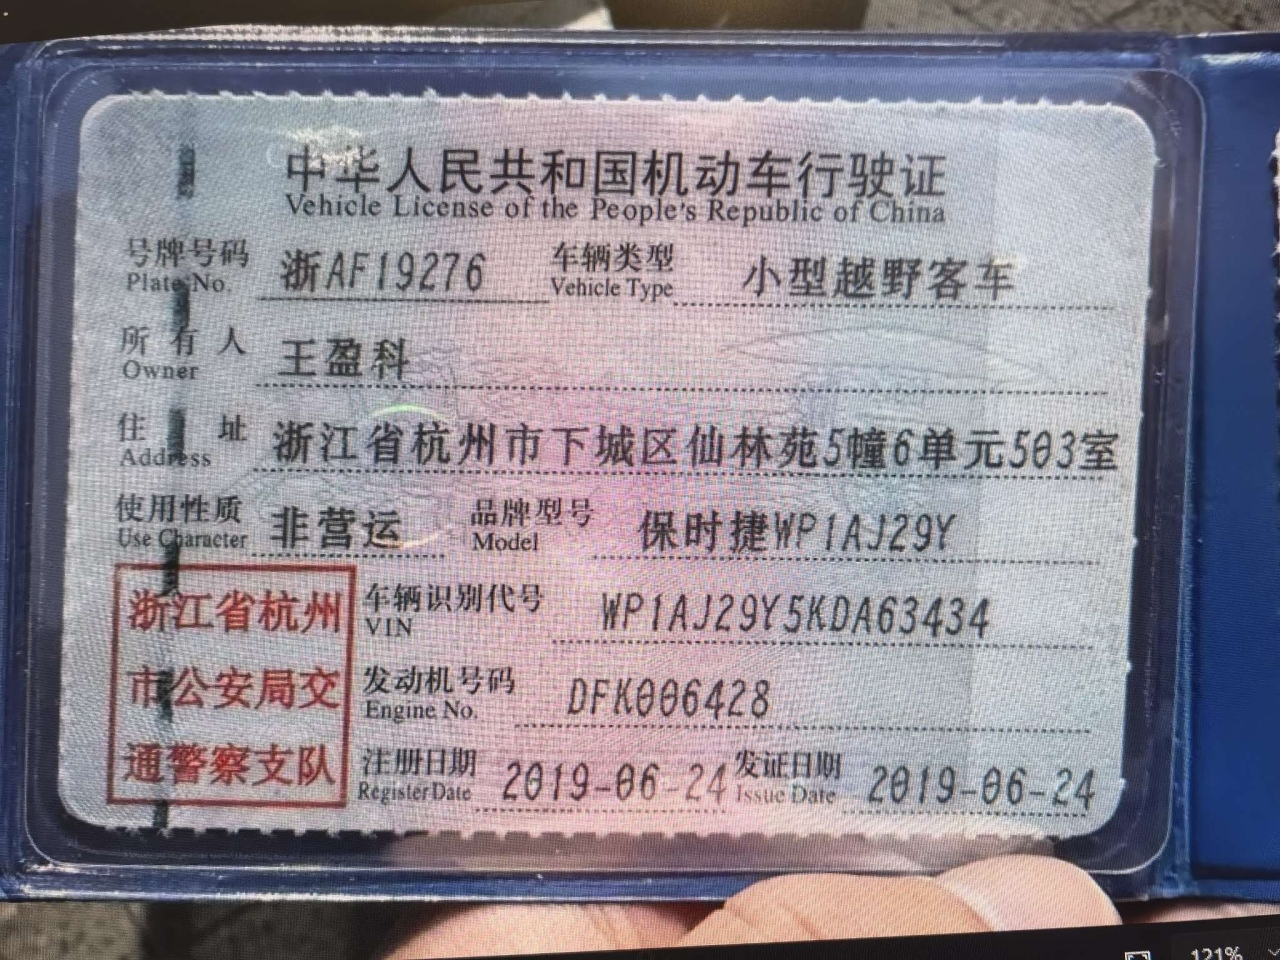 中华人民共和国机动车行驶证
Vehicle License of the People's Republic of China
号牌号码 浙AF19276 车辆类型 小型越野客车
Plate No. Vehicle Type
所有人 王盈科
Owner
住址 浙江省杭州市下城区仙林苑5幢6单元503室
Address
使用性质 非营运 品牌型号 保时捷WP1AJ29Y
Use Character Model
浙江省杭州
市公安局交
通警察支队
车辆识别代号 WP1AJ29Y5KDA63434
VIN
发动机号码 DFK006428
Engine No.
注册日期 2019-06-24 发证日期 2019-06-24
Register Date Issue Date
121%